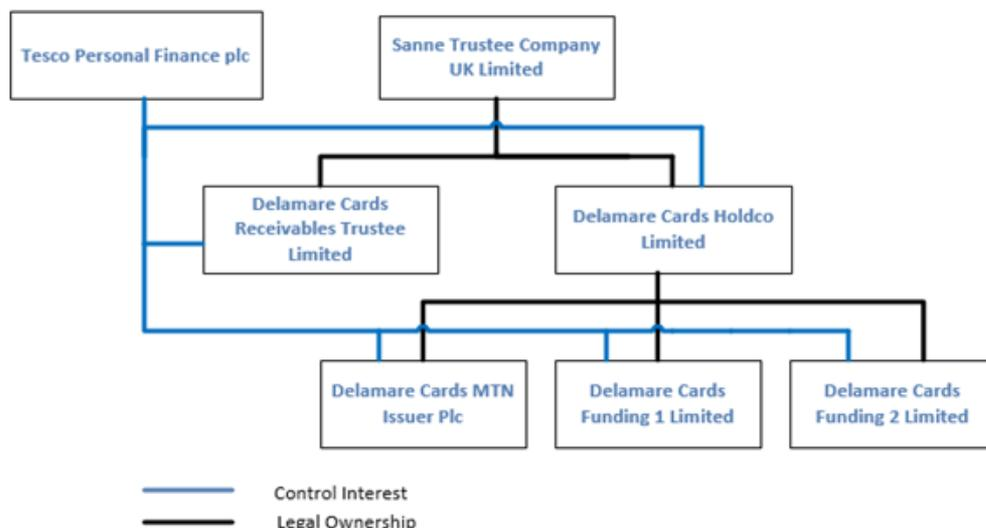 Tesco Personal Finance plc
Sanne Trustee Company
UK Limited
Delamare Cards
Receivables Trustee
Limited
Delamare Cards Holdco
Limited
Delamare Cards MTN
Issuer Plc
Delamare Cards
Funding 1 Limited
Delamare Cards
Funding 2 Limited
Control Interest
Legal Ownership